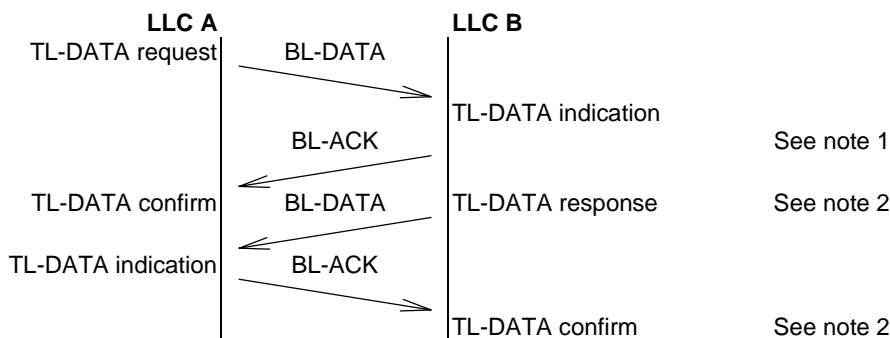 LLC A LLC B
TL-DATA request BL-DATA
TL-DATA indication
BL-ACK See note 1
TL-DATA confirm BL-DATA TL-DATA response See note 2
TL-DATA indication BL-ACK
TL-DATA confirm See note 2